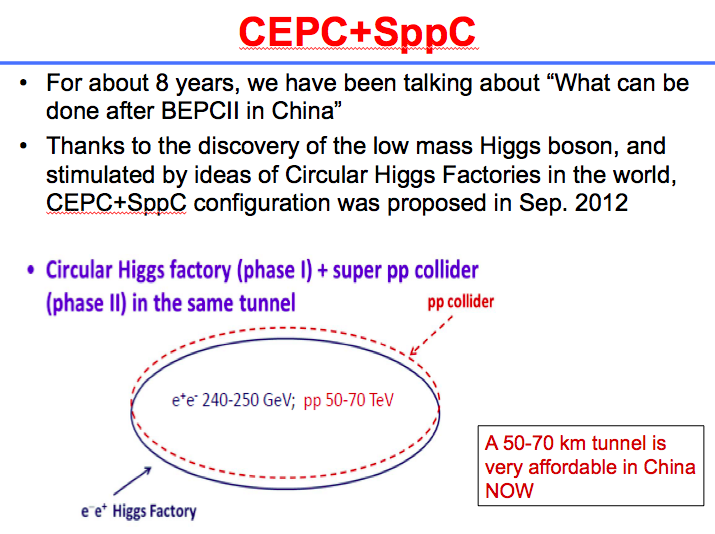 CEPC+SppC
• For about 8 years, we have been talking about “What can be
done after BEPCII in China”
• Thanks to the discovery of the low mass Higgs boson, and
stimulated by ideas of Circular Higgs Factories in the world,
CEPC+SppC configuration was proposed in Sep. 2012
• Circular Higgs factory (phase I) + super pp collider
(phase II) in the same tunnel
pp collider
e⁺e⁻ 240-250 GeV; pp 50-70 TeV
A 50-70 km tunnel is
very affordable in China
NOW
e⁻e⁺ Higgs Factory